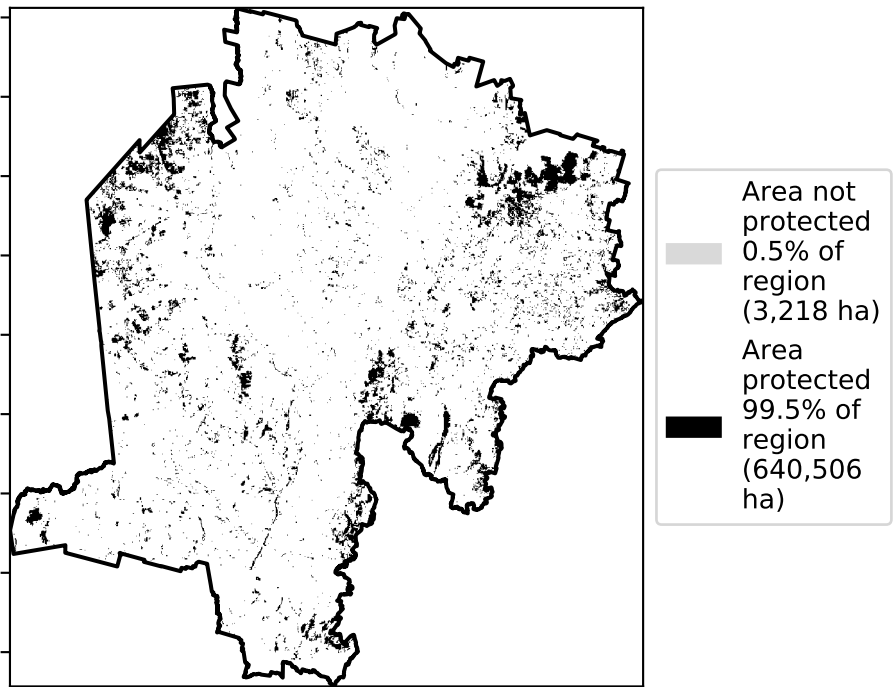 Area not
protected
0.5% of
region
(3,218 ha)
Area
protected
99.5% of
region
(640,506
ha)